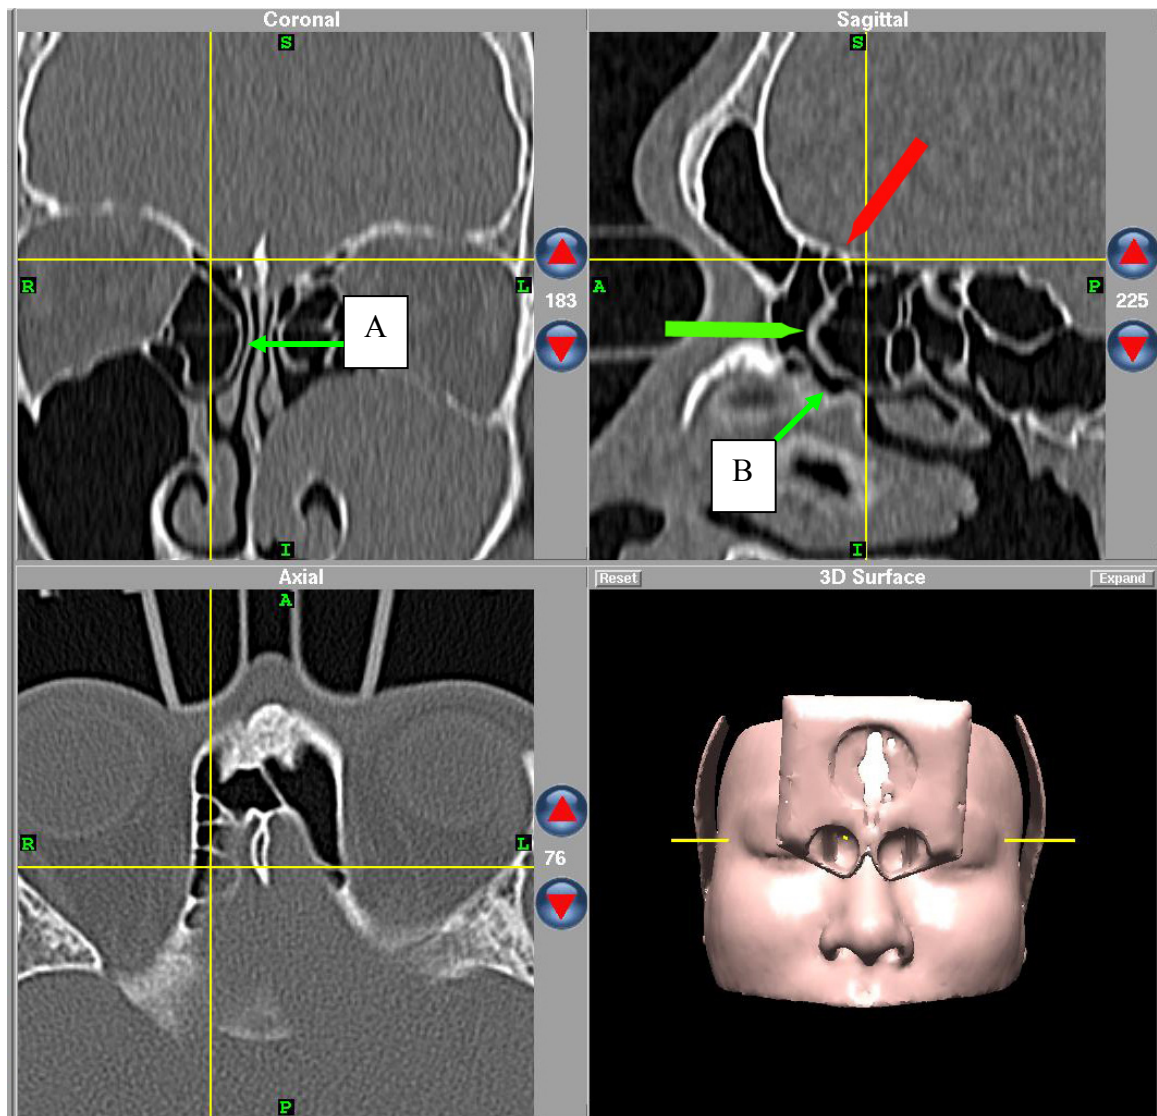 Coronal
S
R
L
I
A
183
Sagittal
S
A
P
I
B
225
Axial
A
R
L
P
76
Reset
3D Surface
Expand